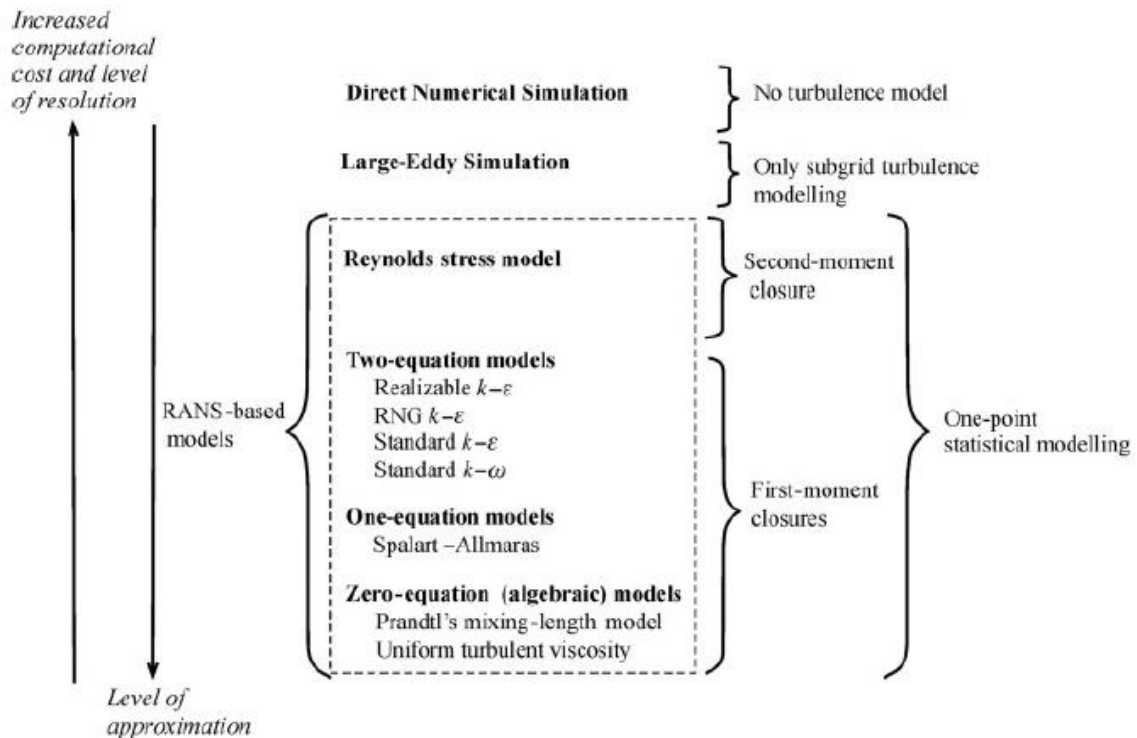 Increased
computational
cost and level
of resolution
Direct Numerical Simulation
No turbulence model
Large-Eddy Simulation
Only subgrid turbulence
modelling
Reynolds stress model
Second-moment
closure
Two-equation models
Realizable k–ε
RNG k–ε
Standard k–ε
Standard k–ω
RANS-based
models
One-point
statistical modelling
First-moment
closures
One-equation models
Spalart –Allmaras
Zero-equation (algebraic) models
Prandtl's mixing-length model
Uniform turbulent viscosity
Level of
approximation